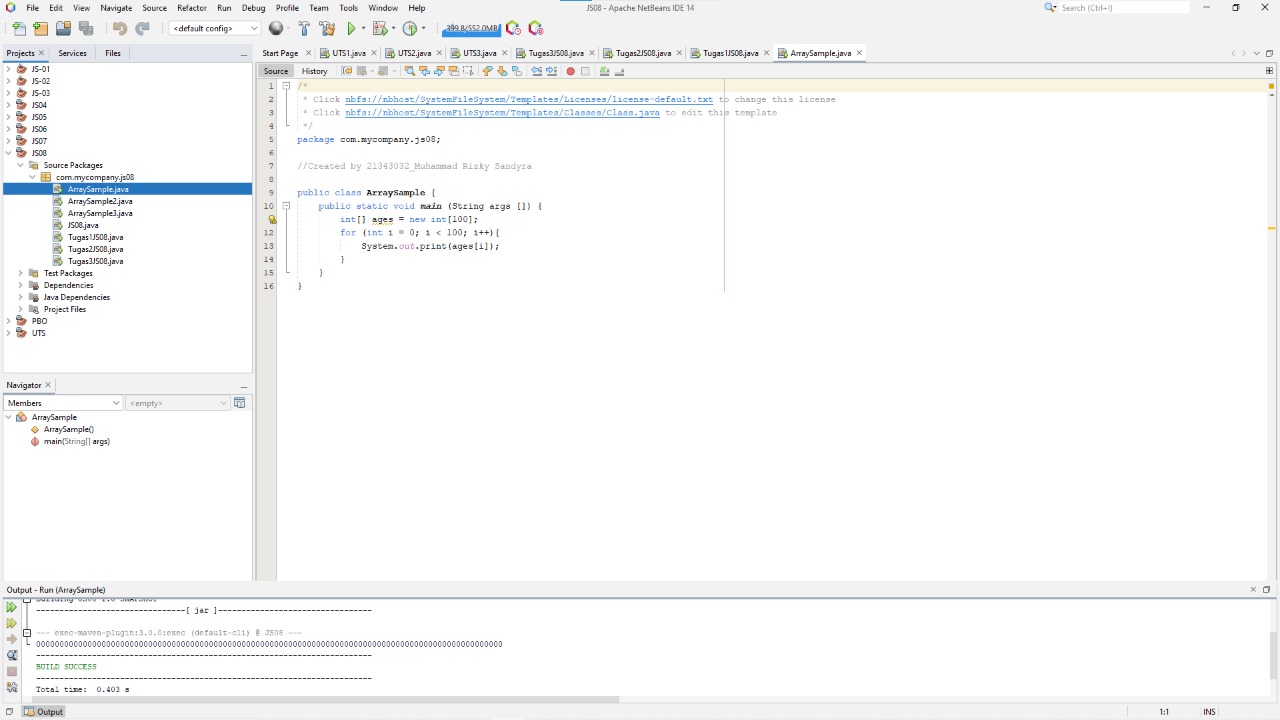 File Edit View Navigate Source Refactor Run Debug Profile Team Tools Window Help
JS08 - Apache NetBeans IDE 14
Search (Ctrl+I)
<default config>
399.8/552.0MB
Projects Services Files
Start Page UTS1.java UTS2.java UTS3.java Tugas3JS08.java Tugas2JS08.java Tugas1JS08.java ArraySample.java
Source History
JS-01
JS-02
JS-03
JS04
JS05
JS06
JS07
JS08
Source Packages
com.mycompany.js08
ArraySample.java
ArraySample2.java
ArraySample3.java
JS08.java
Tugas1JS08.java
Tugas2JS08.java
Tugas3JS08.java
Test Packages
Dependencies
Java Dependencies
Project Files
PBO
UTS
1 /*
2 * Click nbfs://nbhost/SystemFileSystem/Templates/Licenses/license-default.txt to change this license
3 * Click nbfs://nbhost/SystemFileSystem/Templates/Classes/Class.java to edit this template
4 */
5 package com.mycompany.js08;
6
7 //Created by 21343032_Muhammad Rizky Sandyra
8
9 public class ArraySample {
10 public static void main (String args []) {
int[] ages = new int[100];
12 for (int i = 0; i < 100; i++){
13 System.out.print(ages[i]);
14 }
15 }
16 }
Navigator
Members
<empty>
ArraySample
ArraySample()
main(String[] args)
Output - Run (ArraySample)
Building JS08 1.0-SNAPSHOT
--------------------------------[ jar ]---------------------------------
--- exec-maven-plugin:3.0.0:exec (default-cli) @ JS08 ---
0000000000000000000000000000000000000000000000000000000000000000000000000000000000000000000000000000
------------------------------------------------------------------------
BUILD SUCCESS
------------------------------------------------------------------------
Total time: 0.403 s
Output
1:1 INS